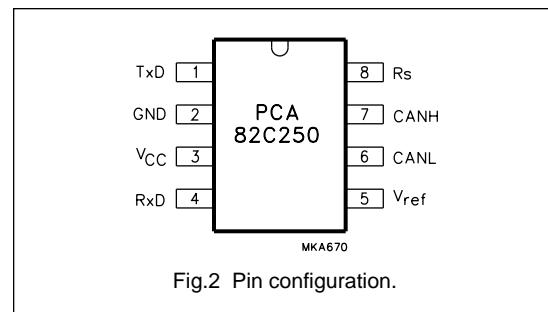 TxD 1 8 Rs
GND 2 PCA 7 CANH
82C250
VCC 3 6 CANL
RxD 4 5 Vref
MKA670
Fig.2 Pin configuration.